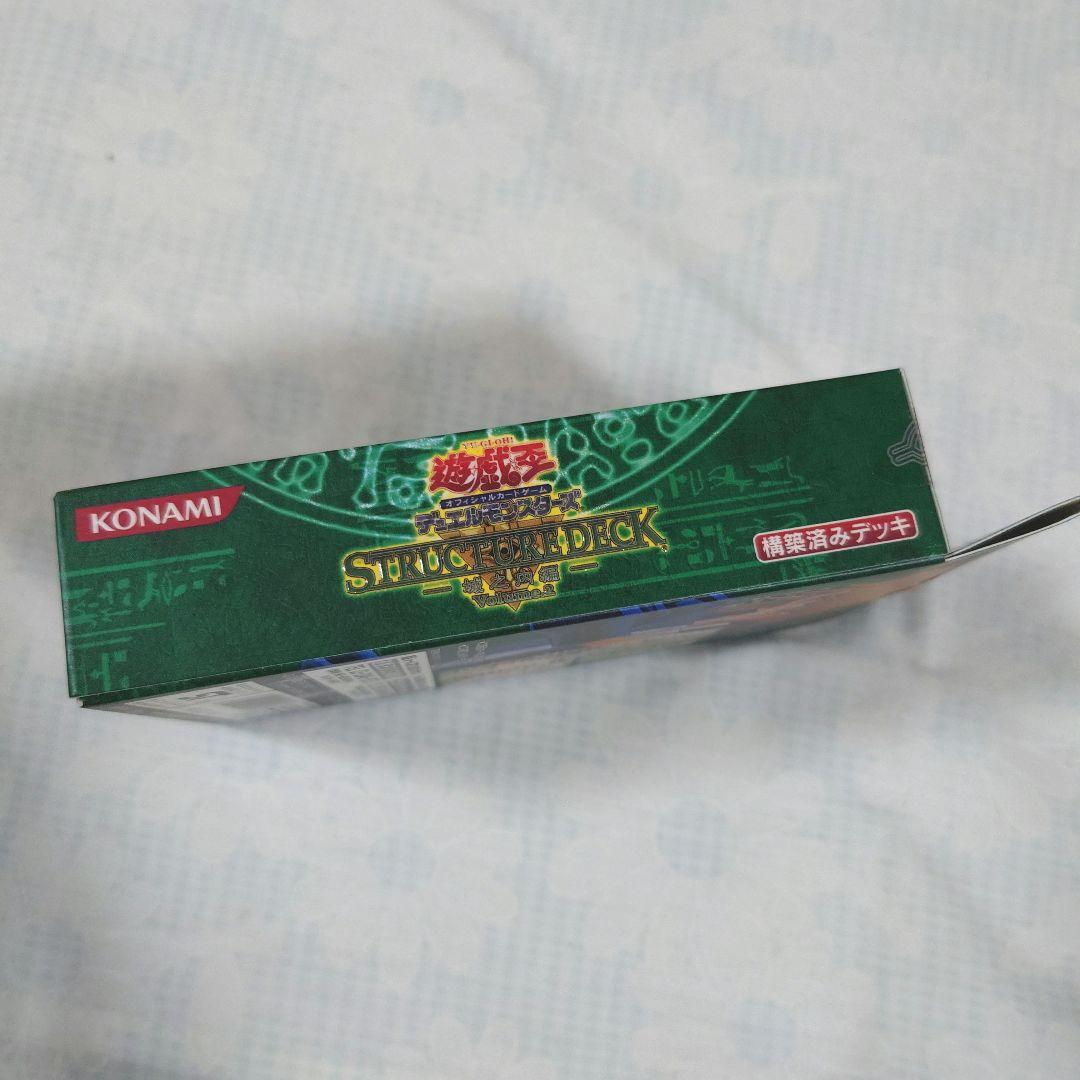 KONAMI
YU-GI-OH!
遊戯王
オフィシャルカードゲーム
デュエルモンスターズ
STRUCTURE DECK
城之内編
Volume.2
構築済みデッキ